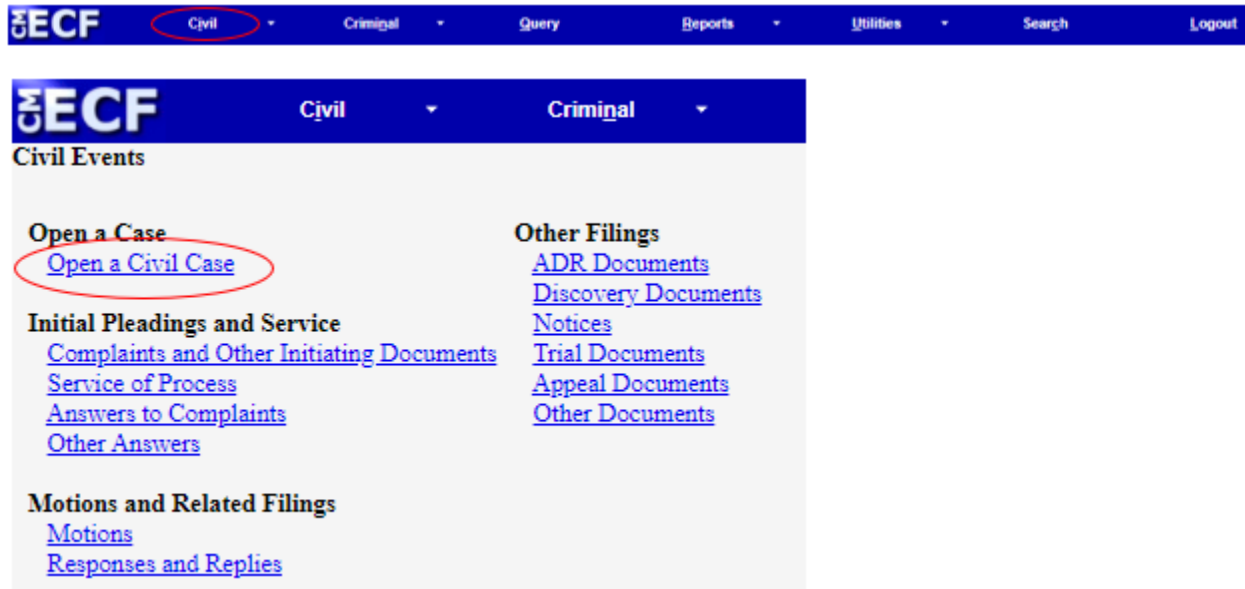 CM ECF Civil Criminal Query Reports Utilities Search Logout
CM ECF Civil Criminal
Civil Events
Open a Case
Open a Civil Case
Initial Pleadings and Service
Complaints and Other Initiating Documents
Service of Process
Answers to Complaints
Other Answers
Motions and Related Filings
Motions
Responses and Replies
Other Filings
ADR Documents
Discovery Documents
Notices
Trial Documents
Appeal Documents
Other Documents